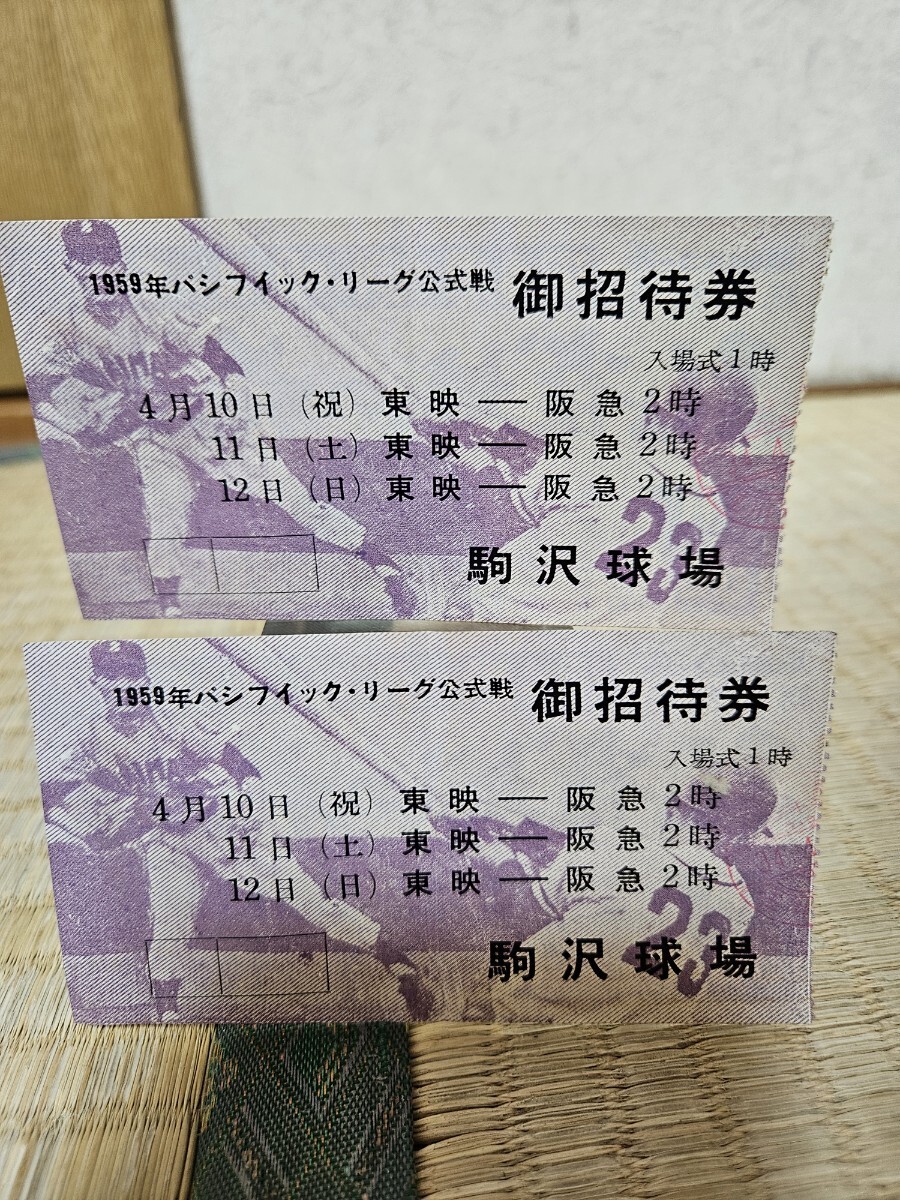 1959年パシフイック・リーグ公式戦 御招待券
入場式1時
4月10日（祝）東映―阪急2時
11日（土）東映―阪急2時
12日（日）東映―阪急2時
23
駒沢球場
1959年パシフイック・リーグ公式戦 御招待券
入場式1時
4月10日（祝）東映―阪急2時
11日（土）東映―阪急2時
12日（日）東映―阪急2時
23
駒沢球場